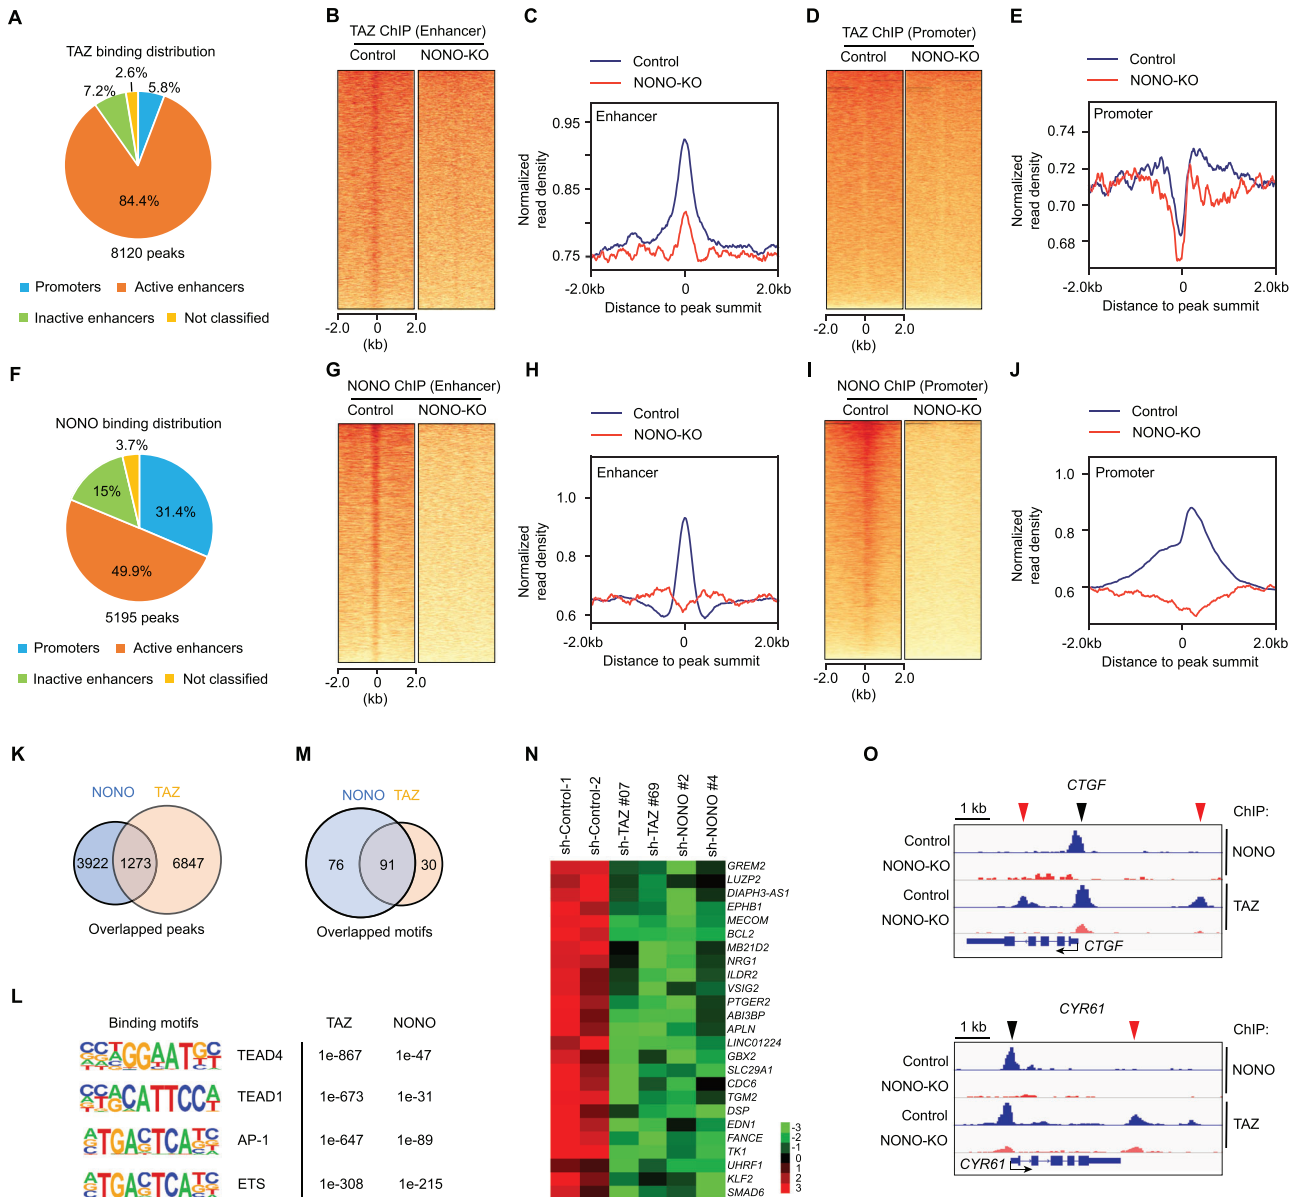 A
TAZ binding distribution
2.6%
7.2%
5.8%
84.4%
8120 peaks
Promoters
Active enhancers
Inactive enhancers
Not classified
B
TAZ ChIP (Enhancer)
Control
NONO-KO
-2.0 0 2.0
(kb)
C
Control
NONO-KO
Enhancer
0.95
0.85
0.75
Normalized
read density
-2.0kb 0 2.0kb
Distance to peak summit
D
TAZ ChIP (Promoter)
Control
NONO-KO
-2.0 0 2.0
(kb)
E
Control
NONO-KO
Promoter
0.74
0.72
0.70
0.68
Normalized
read density
-2.0kb 0 2.0kb
Distance to peak summit
F
NONO binding distribution
3.7%
15%
31.4%
49.9%
5195 peaks
Promoters
Active enhancers
Inactive enhancers
Not classified
G
NONO ChIP (Enhancer)
Control
NONO-KO
-2.0 0 2.0
(kb)
H
Control
NONO-KO
Enhancer
1.0
0.8
0.6
Normalized
read density
-2.0kb 0 2.0kb
Distance to peak summit
I
NONO ChIP (Promoter)
Control
NONO-KO
-2.0 0 2.0
(kb)
J
Control
NONO-KO
Promoter
1.0
0.8
0.6
Normalized
read density
-2.0kb 0 2.0kb
Distance to peak summit
K
NONO TAZ
3922 1273 6847
Overlapped peaks
L
Binding motifs TAZ NONO
TEAD4 1e-867 1e-47
TEAD1 1e-673 1e-31
AP-1 1e-647 1e-89
ETS 1e-308 1e-215
M
NONO TAZ
76 91 30
Overlapped motifs
N
sh-Control-1
sh-Control-2
sh-TAZ #07
sh-TAZ #69
sh-NONO #2
sh-NONO #4
GREM2
LUZP2
DIAPH3-AS1
EPHB1
MECOM
BCL2
MB21D2
NRG1
ILDR2
VSIG2
PTGER2
ABI3BP
APLN
LINC01224
GBX2
SLC29A1
CDC6
TGM2
DSP
EDN1
FANCE
TK1
UHRF1
KLF2
SMAD6
-3
-2
-1
0
1
2
3
O
CTGF
1 kb
ChIP:
Control
NONO-KO
NONO
Control
NONO-KO
TAZ
CTGF
CYR61
1 kb
ChIP:
Control
NONO-KO
NONO
Control
NONO-KO
TAZ
CYR61